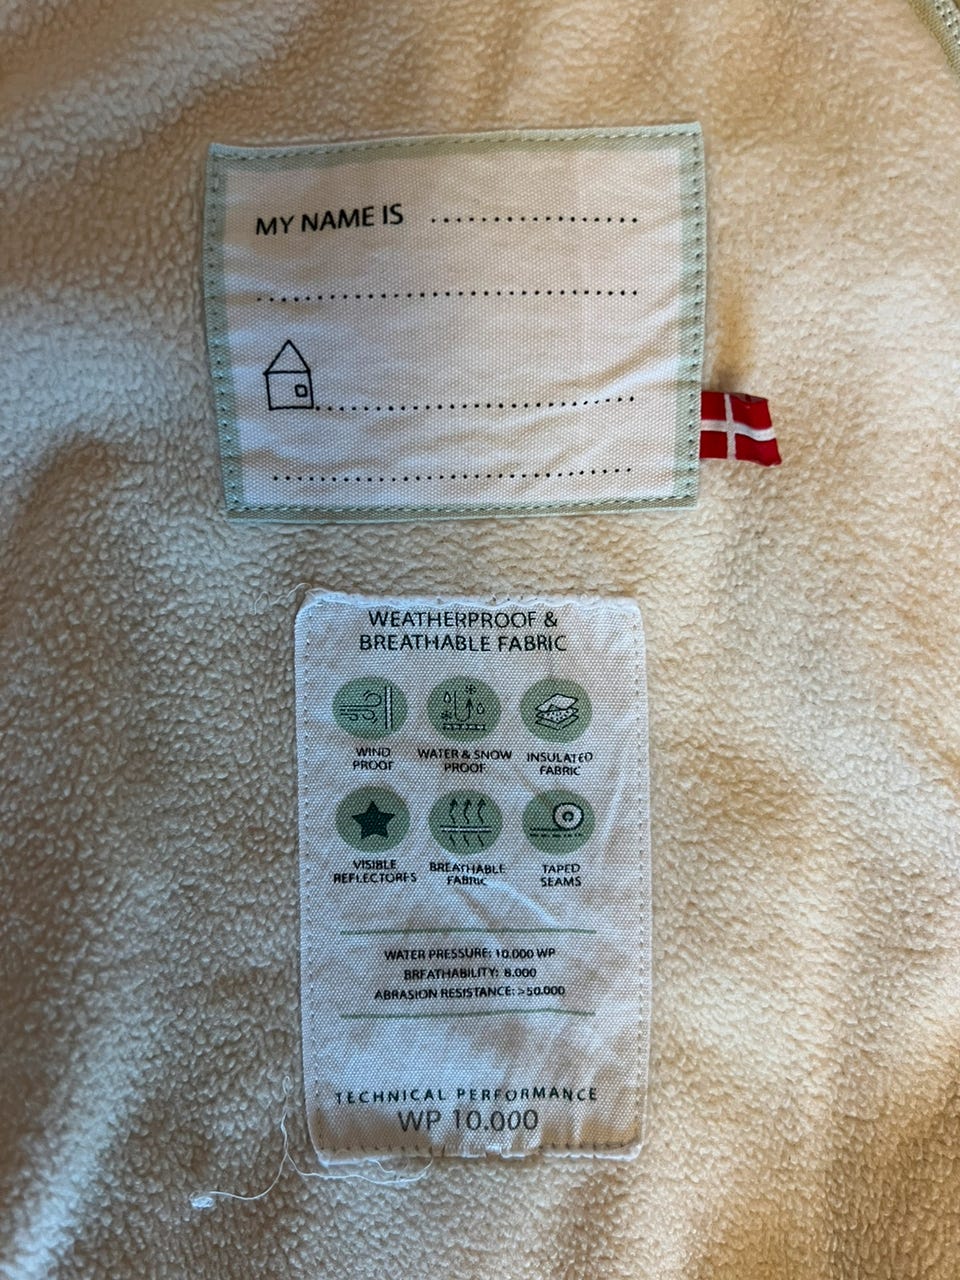 MY NAME IS
WEATHERPROOF &
BREATHABLE FABRIC
WIND
PROOF
WATER & SNOW
PROOF
INSULATED
FABRIC
VISIBLE
REFLECTORS
BREATHABLE
FABRIC
TAPED
SEAMS
WATER PRESSURE: 10.000 WP
BREATHABILITY: 8.000
ABRASION RESISTANCE: >50.000
TECHNICAL PERFORMANCE
WP 10.000